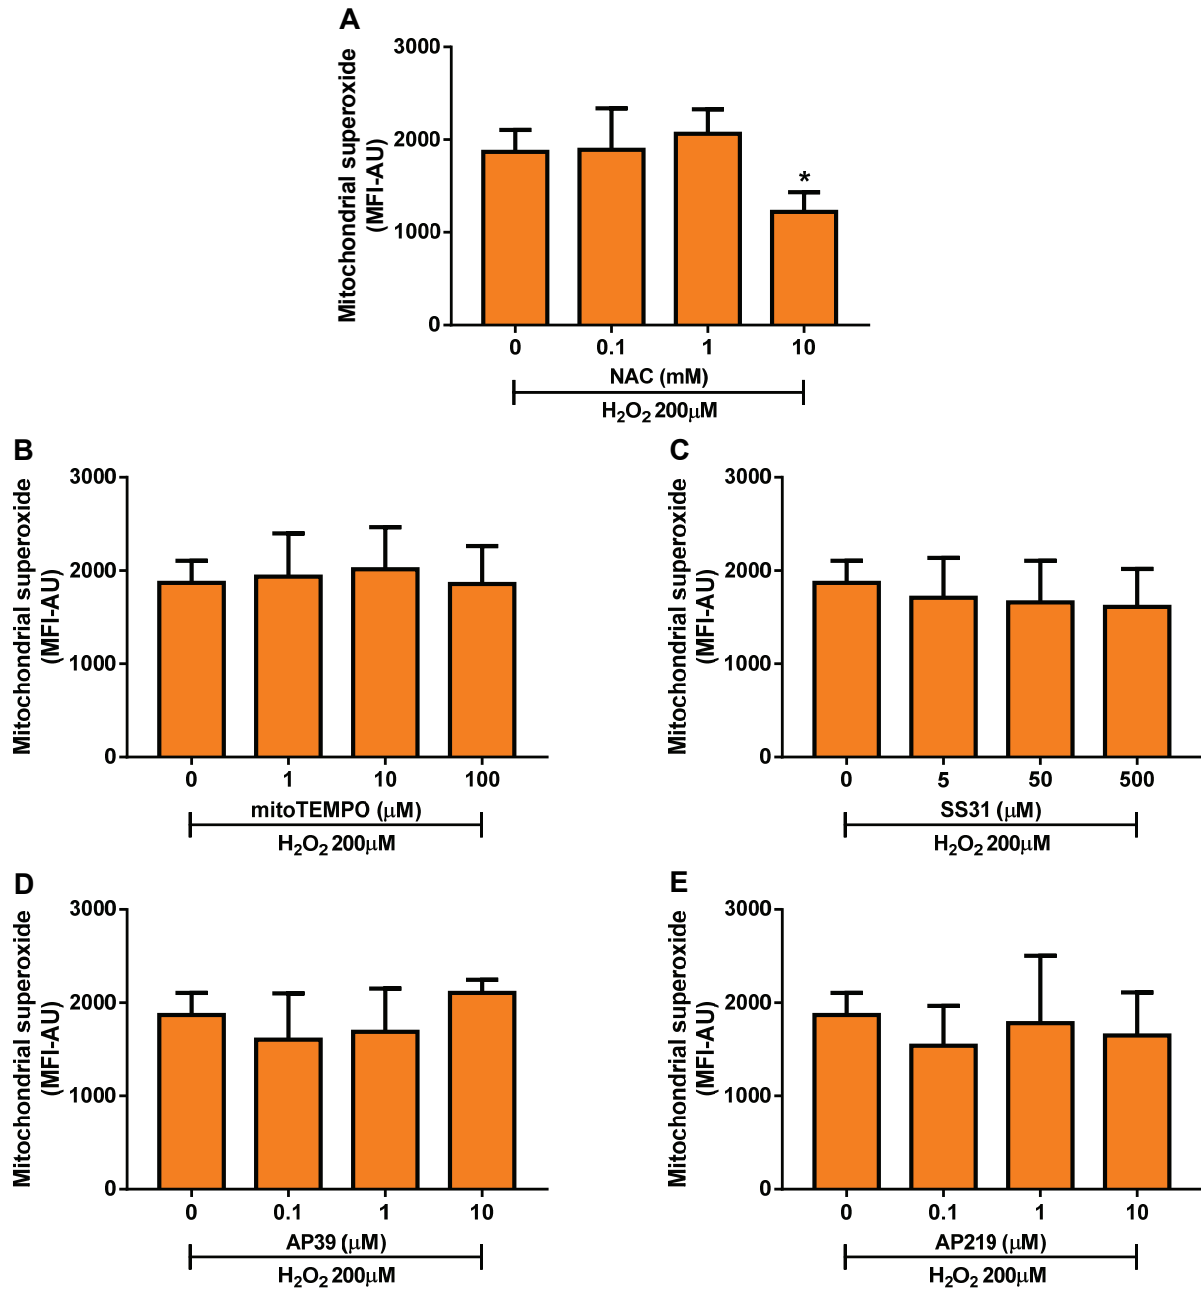 A
Mitochondrial superoxide
(MFI-AU)
3000
2000
1000
0
*
0 0.1 1 10
NAC (mM)
H₂O₂ 200μM
B
Mitochondrial superoxide
(MFI-AU)
3000
2000
1000
0
0 1 10 100
mitoTEMPO (μM)
H₂O₂ 200μM
C
Mitochondrial superoxide
(MFI-AU)
3000
2000
1000
0
0 5 50 500
SS31 (μM)
H₂O₂ 200μM
D
Mitochondrial superoxide
(MFI-AU)
3000
2000
1000
0
0 0.1 1 10
AP39 (μM)
H₂O₂ 200μM
E
Mitochondrial superoxide
(MFI-AU)
3000
2000
1000
0
0 0.1 1 10
AP219 (μM)
H₂O₂ 200μM